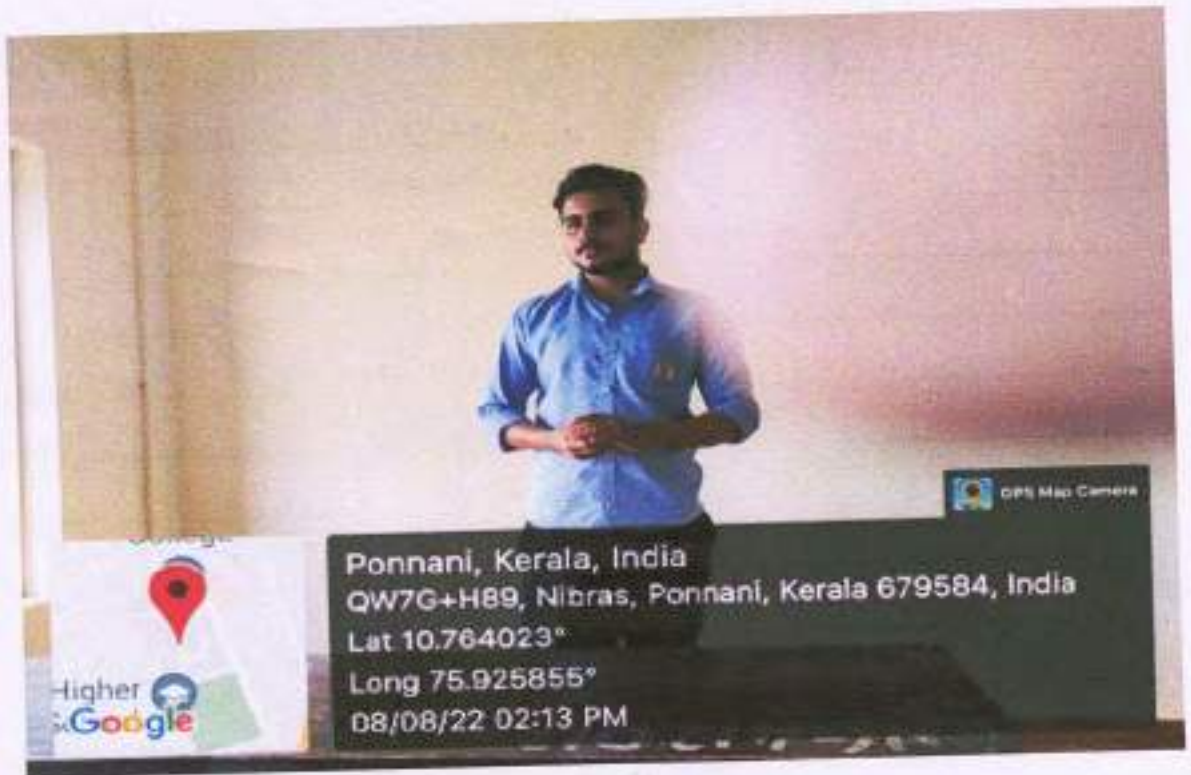 GPS Map Camera
Ponnani, Kerala, India
QW7G+H89, Nibras, Ponnani, Kerala 679584, India
Lat 10.764023°
Long 75.925855°
08/08/22 02:13 PM
Higher
Google